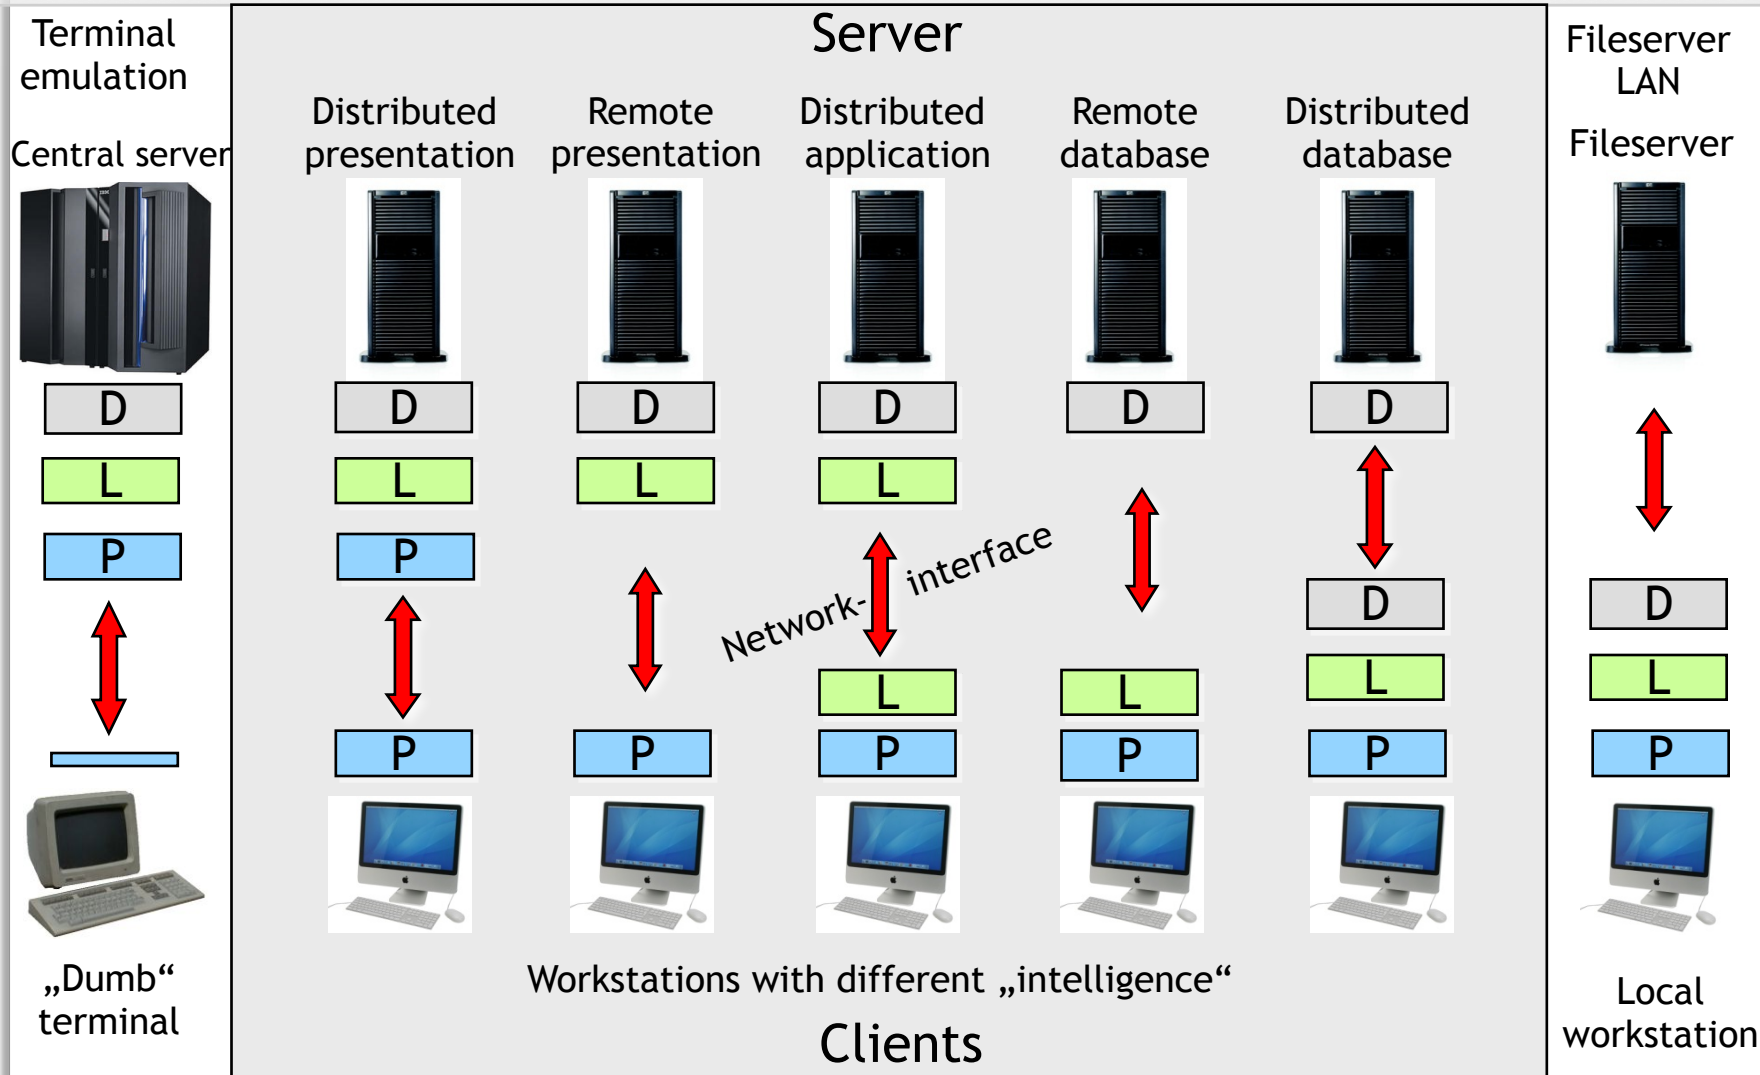 Terminal
emulation
Central server
D
L
P
„Dumb“
terminal
Server
Distributed
presentation
D
L
P
P
Remote
presentation
D
L
P
Distributed
application
D
L
Network-
interface
L
P
Remote
database
D
L
P
Distributed
database
D
D
L
P
Workstations with different „intelligence“
Clients
Fileserver
LAN
Fileserver
D
L
P
Local
workstation